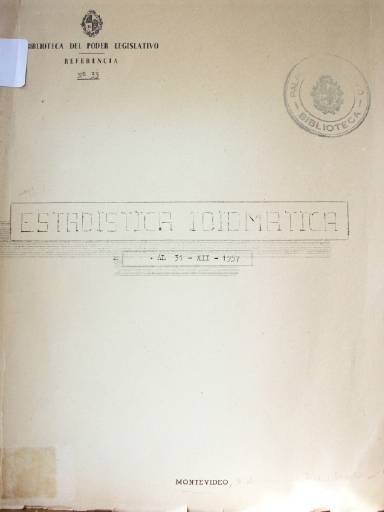 BIBLIOTECA DEL PODER LEGISLATIVO
REFERENCIA
Nº 33
BIBLIOTECA
ESTADISTICA IDIOMATICA
AL 31 - XII - 1957
MONTEVIDEO